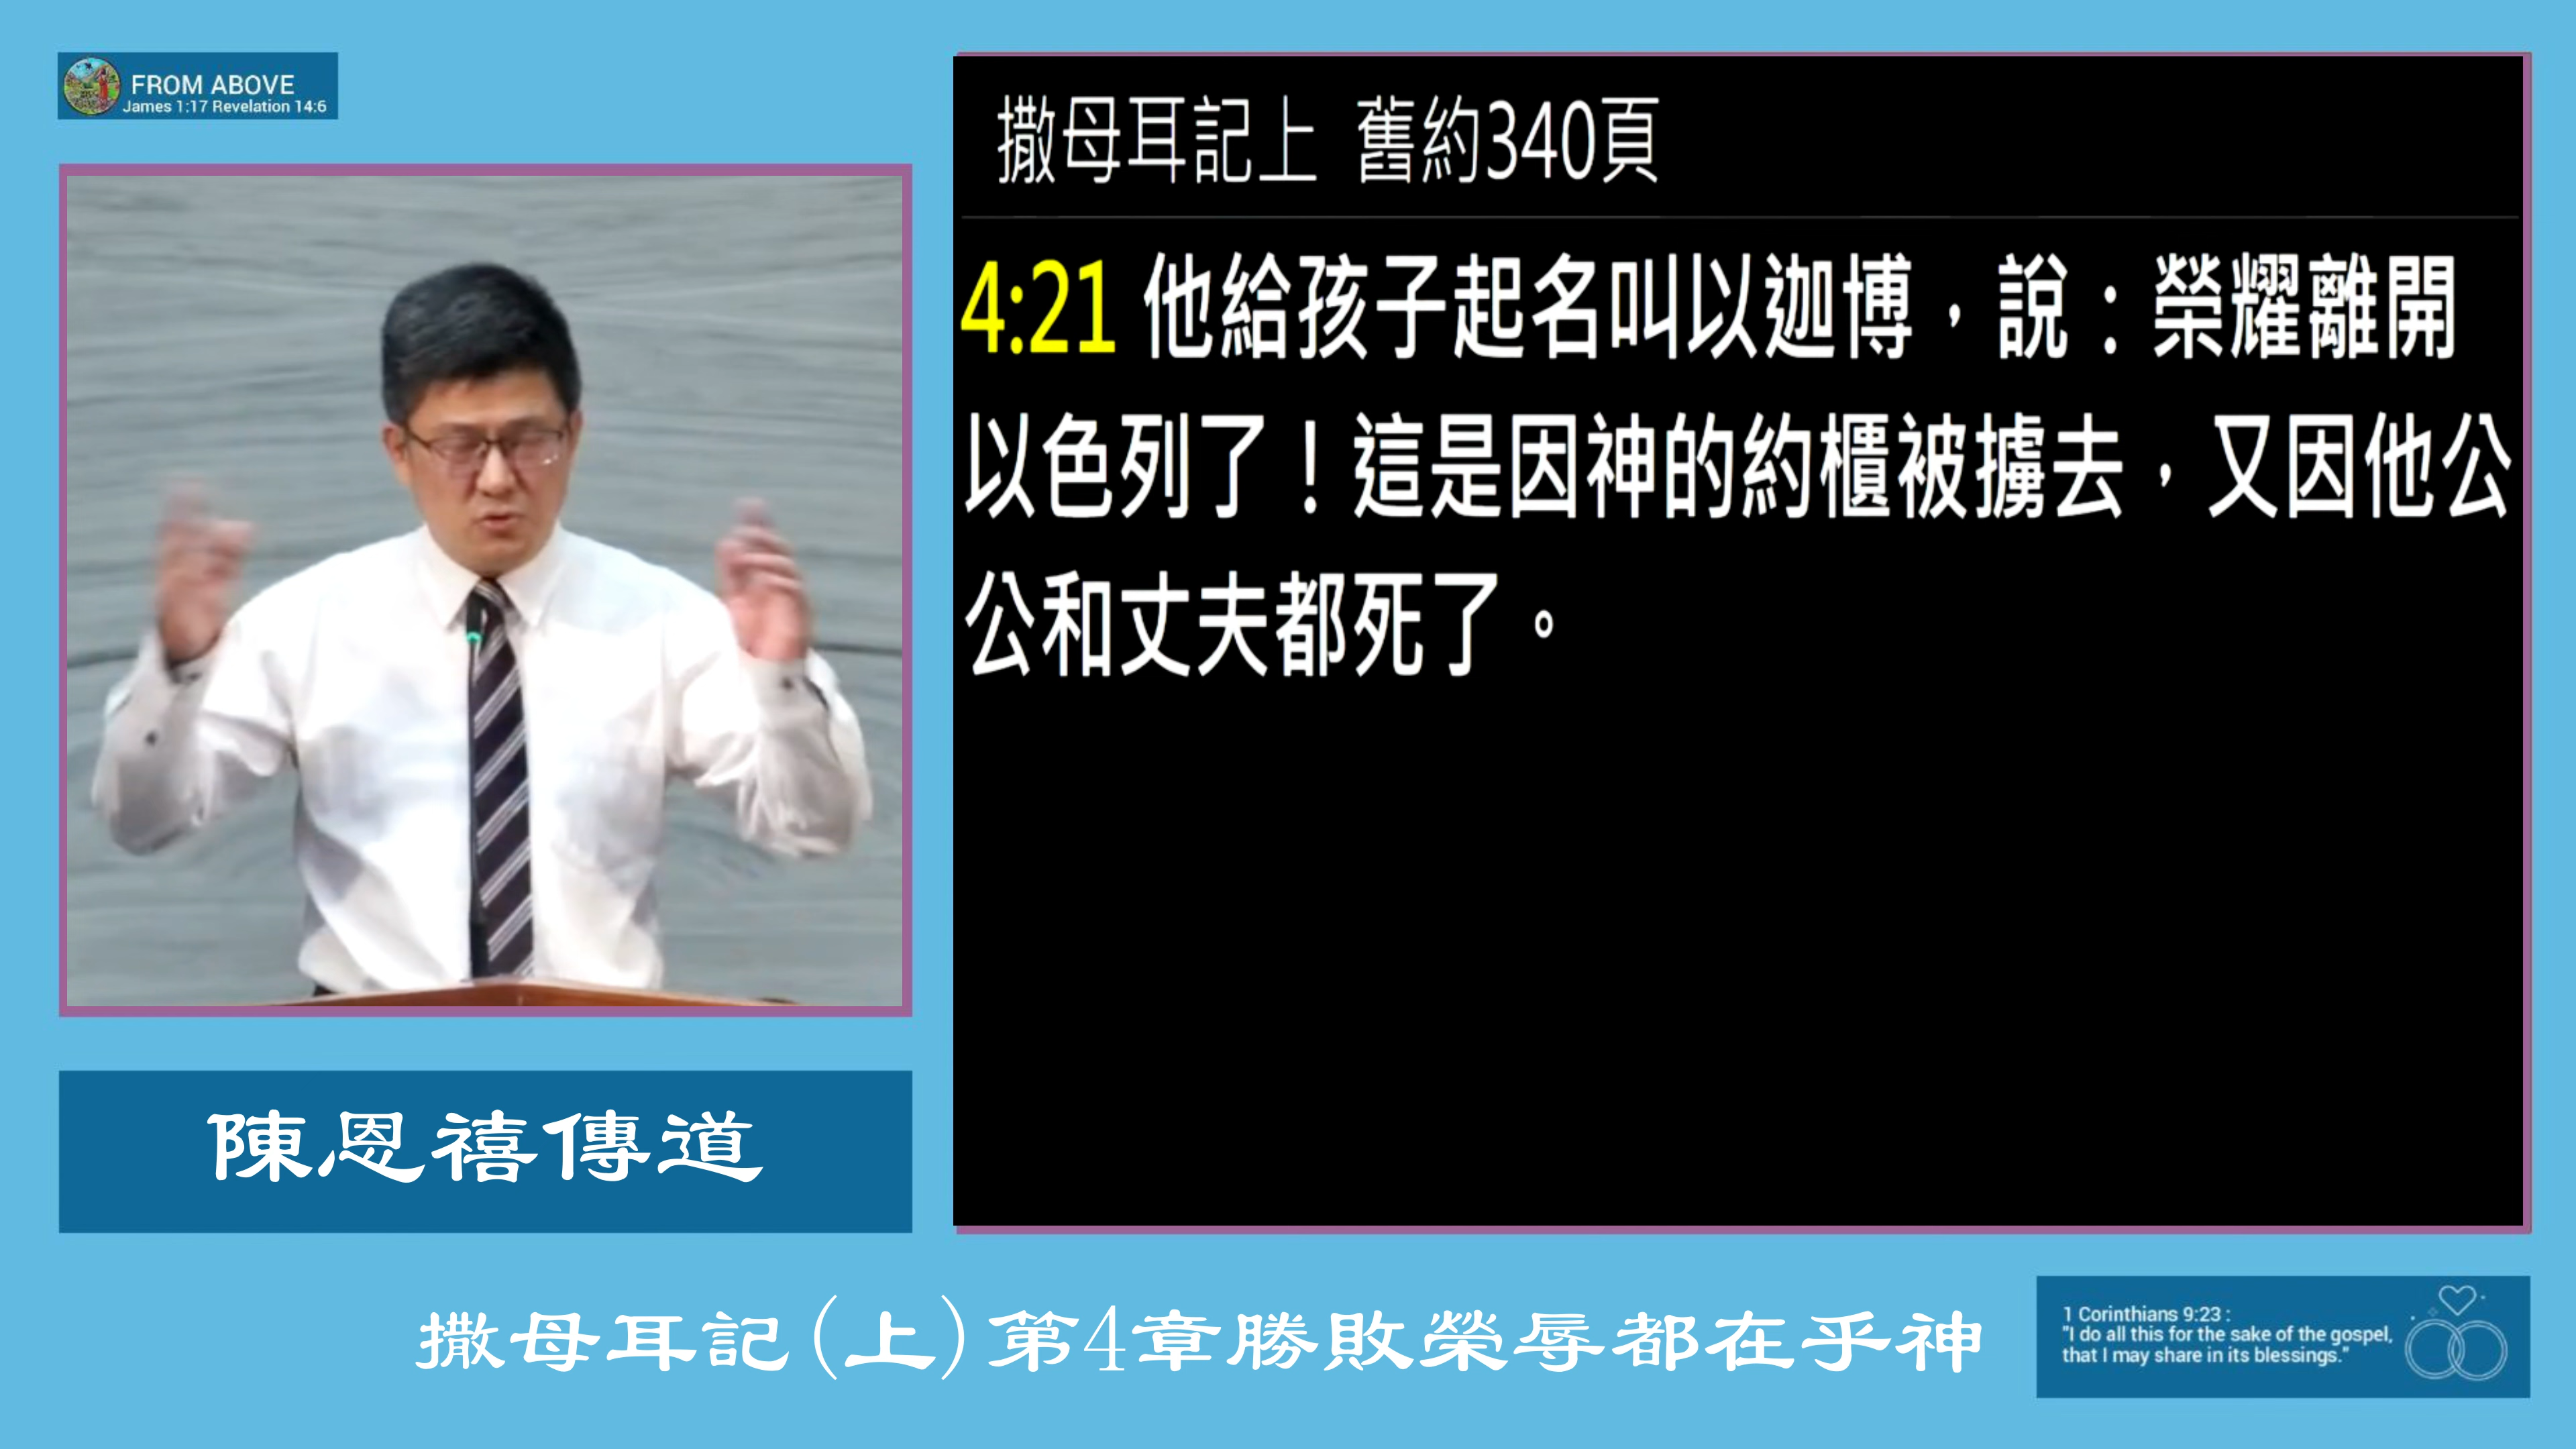 FROM ABOVE
James 1:17 Revelation 14:6
撒母耳記上 舊約340頁
4:21 他給孩子起名叫以迦博，說：榮耀離開
以色列了！這是因神的約櫃被擄去，又因他公
公和丈夫都死了。
陳恩禧傳道
撒母耳記(上)第4章勝敗榮辱都在乎神
1 Corinthians 9:23 :
"I do all this for the sake of the gospel,
that I may share in its blessings."